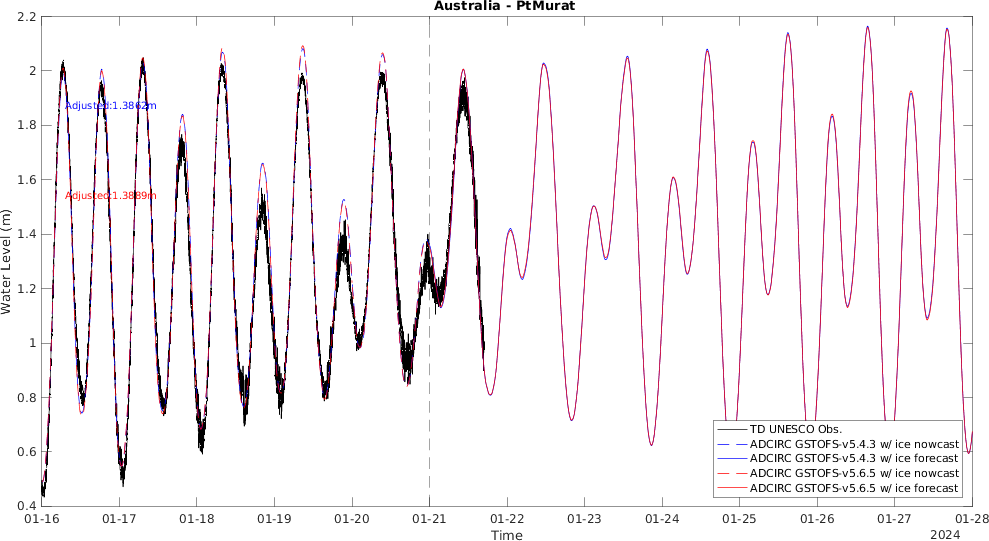 Australia - PtMurat
2.2
2
1.8
1.6
1.4
1.2
1
0.8
0.6
0.4
Water Level (m)
Adjusted:1.3862m
Adjusted:1.3889m
TD UNESCO Obs.
ADCIRC GSTOFS-v5.4.3 w/ ice nowcast
ADCIRC GSTOFS-v5.4.3 w/ ice forecast
ADCIRC GSTOFS-v5.6.5 w/ ice nowcast
ADCIRC GSTOFS-v5.6.5 w/ ice forecast
01-16 01-17 01-18 01-19 01-20 01-21 01-22 01-23 01-24 01-25 01-26 01-27 01-28
Time
2024